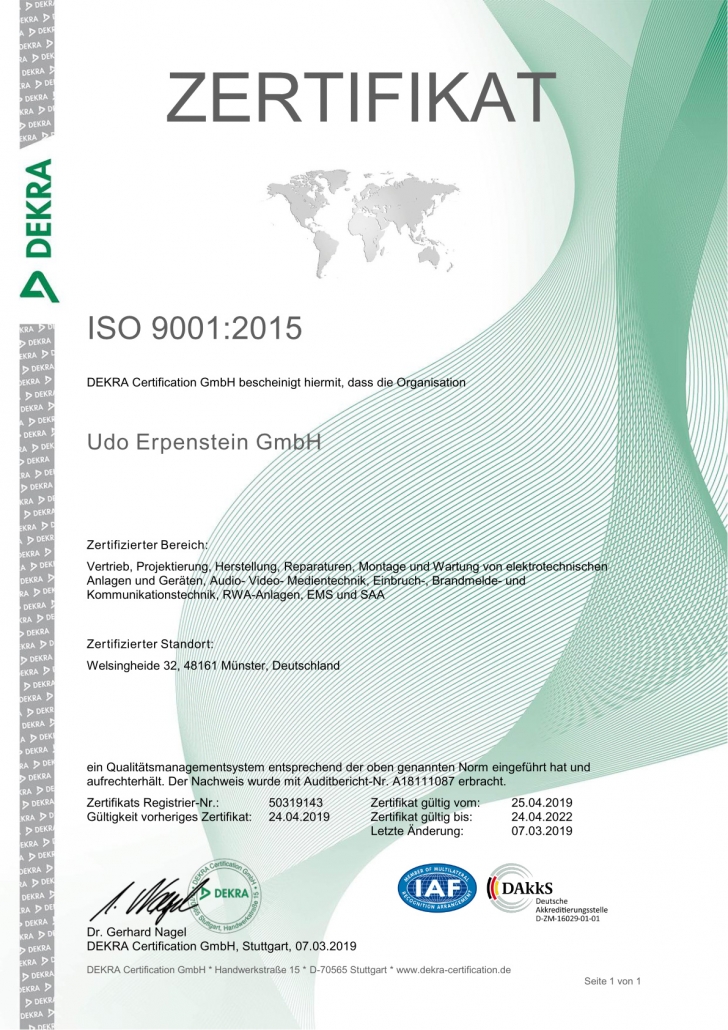 ZERTIFIKAT
DEKRA
ISO 9001:2015
DEKRA Certification GmbH bescheinigt hiermit, dass die Organisation
Udo Erpenstein GmbH
Zertifizierter Bereich:
Vertrieb, Projektierung, Herstellung, Reparaturen, Montage und Wartung von elektrotechnischen
Anlagen und Geräten, Audio- Video- Medientechnik, Einbruch-, Brandmelde- und
Kommunikationstechnik, RWA-Anlagen, EMS und SAA
Zertifizierter Standort:
Welsingheide 32, 48161 Münster, Deutschland
ein Qualitätsmanagementsystem entsprechend der oben genannten Norm eingeführt hat und
aufrechterhält. Der Nachweis wurde mit Auditbericht-Nr. A18111087 erbracht.
Zertifikats Registrier-Nr.: 50319143 Zertifikat gültig vom: 25.04.2019
Gültigkeit vorheriges Zertifikat: 24.04.2019 Zertifikat gültig bis: 24.04.2022
Letzte Änderung: 07.03.2019
DEKRA Certification GmbH * Stuttgart, Handwerkstraße 15 *
DEKRA
MEMBER OF MULTILATERAL
IAF
RECOGNITION ARRANGEMENT
DAkkS
Deutsche
Akkreditierungsstelle
D-ZM-16029-01-01
Dr. Gerhard Nagel
DEKRA Certification GmbH, Stuttgart, 07.03.2019
DEKRA Certification GmbH * Handwerkstraße 15 * D-70565 Stuttgart * www.dekra-certification.de
Seite 1 von 1